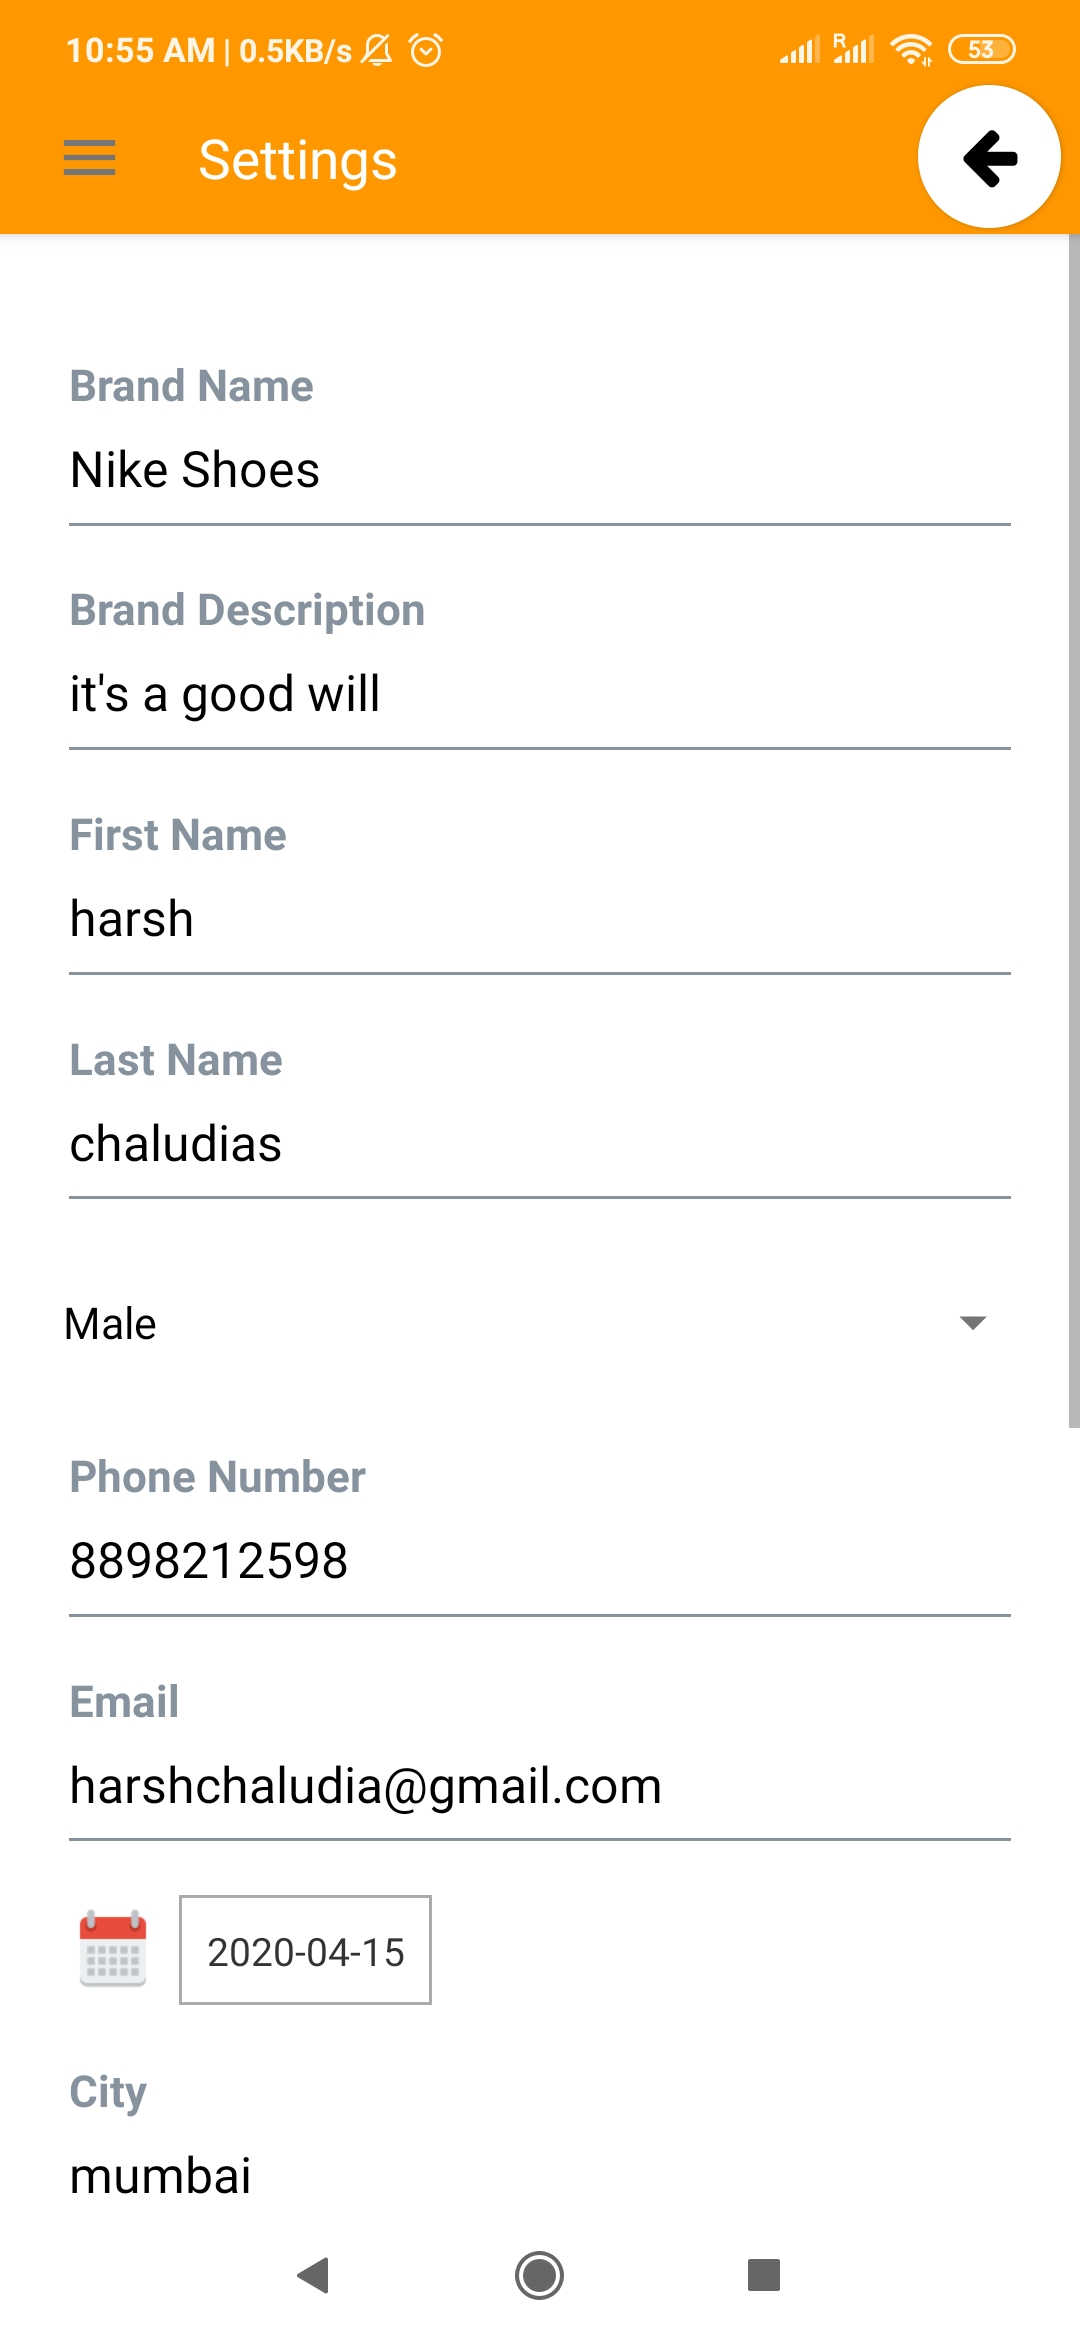 10:55 AM | 0.5KB/s
R
53
Settings
Brand Name
Nike Shoes
Brand Description
it's a good will
First Name
harsh
Last Name
chaludias
Male
Phone Number
8898212598
Email
harshchaludia@gmail.com
2020-04-15
City
mumbai